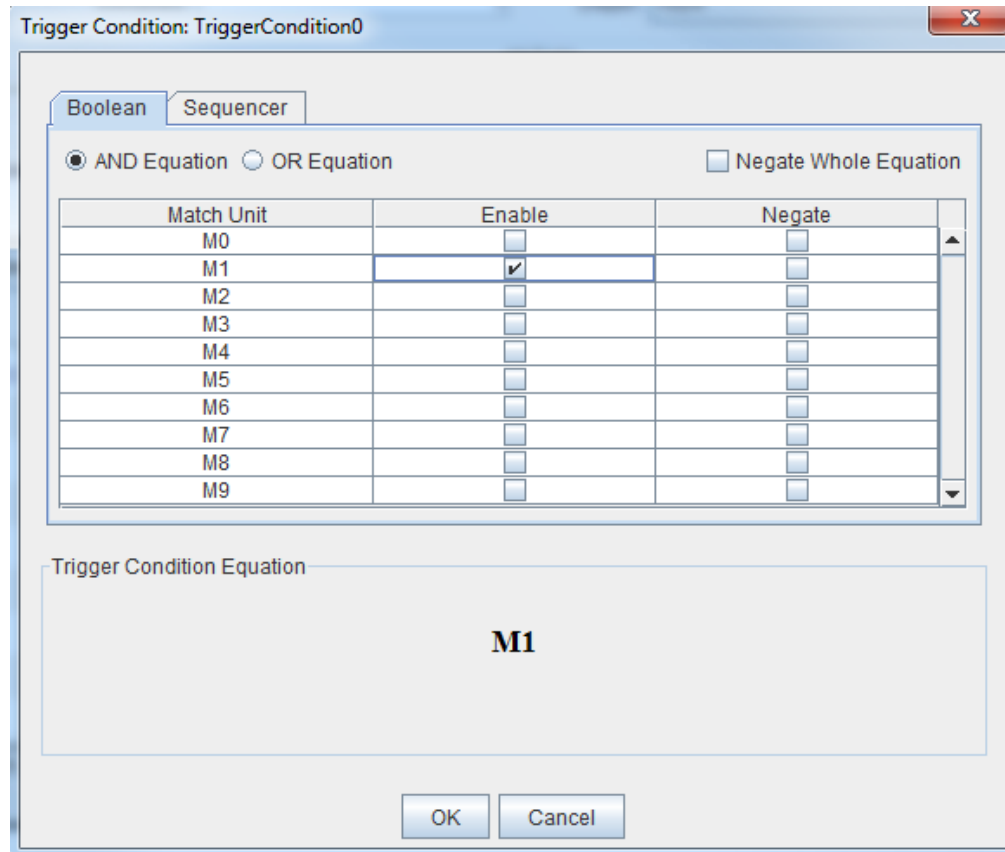 Trigger Condition: TriggerCondition0
Boolean Sequencer
AND Equation OR Equation Negate Whole Equation
Match Unit Enable Negate
M0
M1
M2
M3
M4
M5
M6
M7
M8
M9
Trigger Condition Equation
M1
OK Cancel